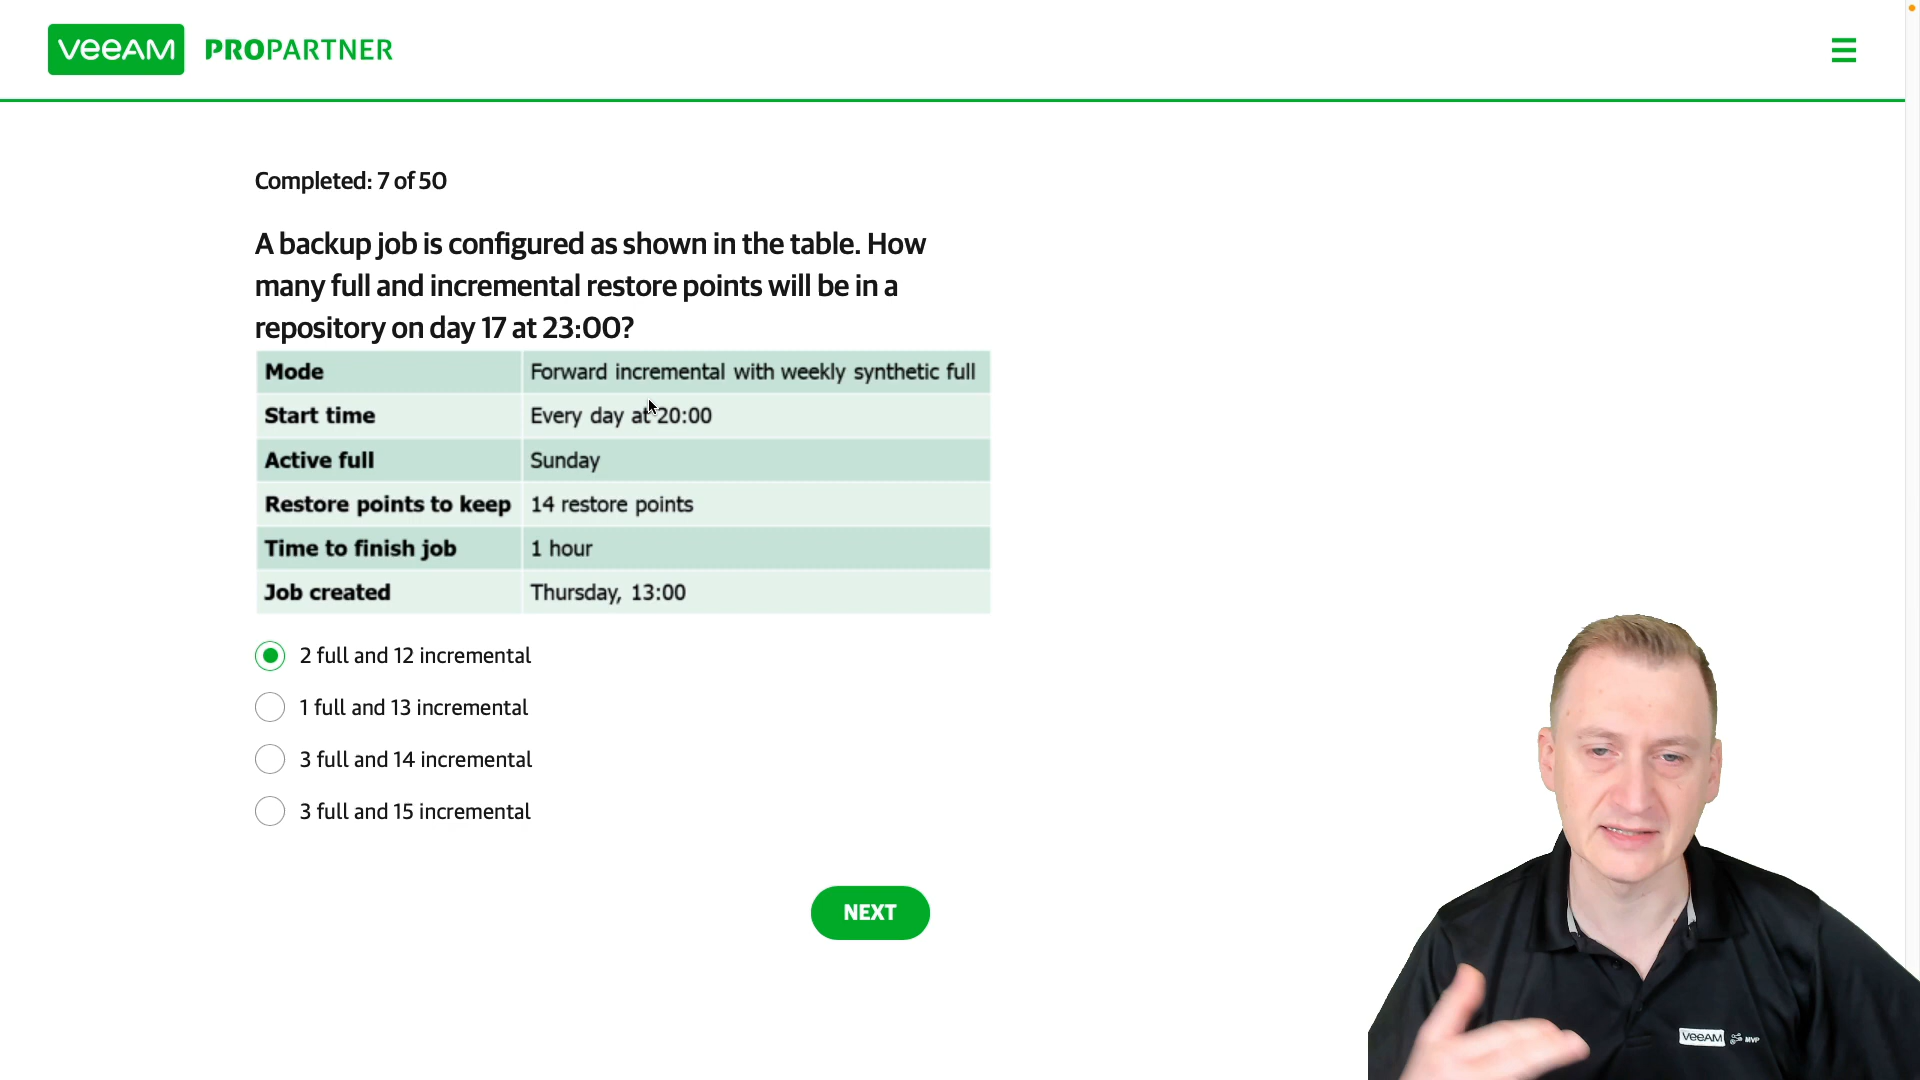 veeAM PROPARTNER
Completed: 7 of 50
A backup job is configured as shown in the table. How
many full and incremental restore points will be in a
repository on day 17 at 23:00?
Mode Forward incremental with weekly synthetic full
Start time Every day at 20:00
Active full Sunday
Restore points to keep 14 restore points
Time to finish job 1 hour
Job created Thursday, 13:00
2 full and 12 incremental
1 full and 13 incremental
3 full and 14 incremental
3 full and 15 incremental
NEXT
veeAM MVP